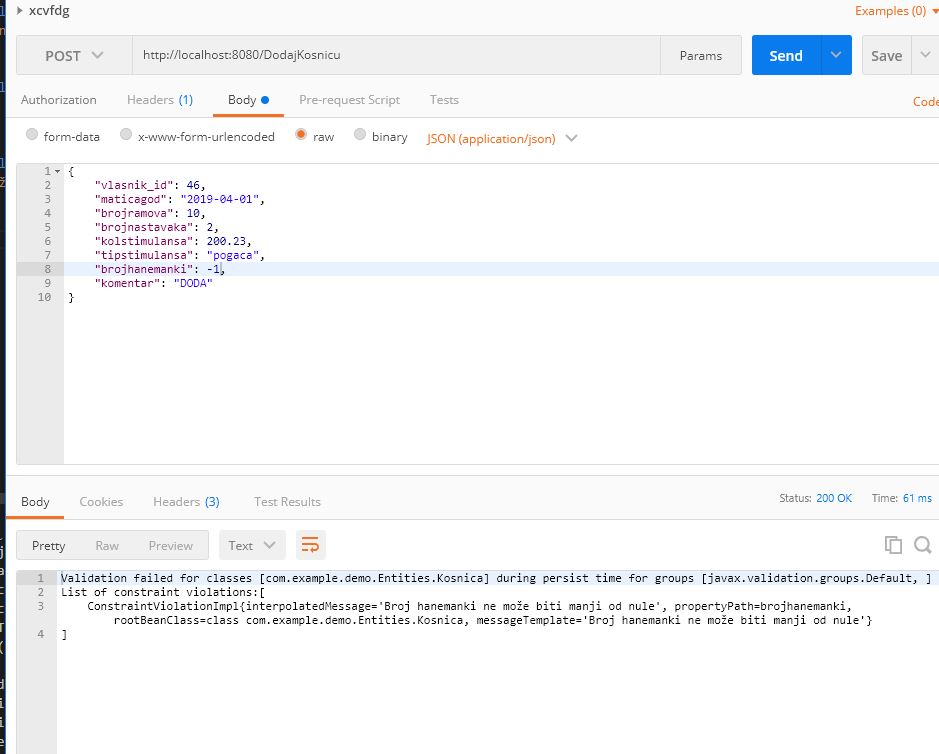 xcvfdg
Examples (0)
POST
http://localhost:8080/DodajKosnicu
Params
Send
Save
Authorization
Headers (1)
Body
Pre-request Script
Tests
Code
form-data
x-www-form-urlencoded
raw
binary
JSON (application/json)
1 {
2 "vlasnik_id": 46,
3 "maticagod": "2019-04-01",
4 "brojramova": 10,
5 "brojnastavaka": 2,
6 "kolstimulansa": 200.23,
7 "tipstimulansa": "pogaca",
8 "brojhanemanki": -1,
9 "komentar": "DODA"
10 }
Body
Cookies
Headers (3)
Test Results
Status: 200 OK
Time: 61 ms
Pretty
Raw
Preview
Text
1 Validation failed for classes [com.example.demo.Entities.Kosnica] during persist time for groups [javax.validation.groups.Default, ]
2 List of constraint violations:[
3 ConstraintViolationImpl{interpolatedMessage='Broj hanemanki ne može biti manji od nule', propertyPath=brojhanemanki,
rootBeanClass=class com.example.demo.Entities.Kosnica, messageTemplate='Broj hanemanki ne može biti manji od nule'}
4 ]